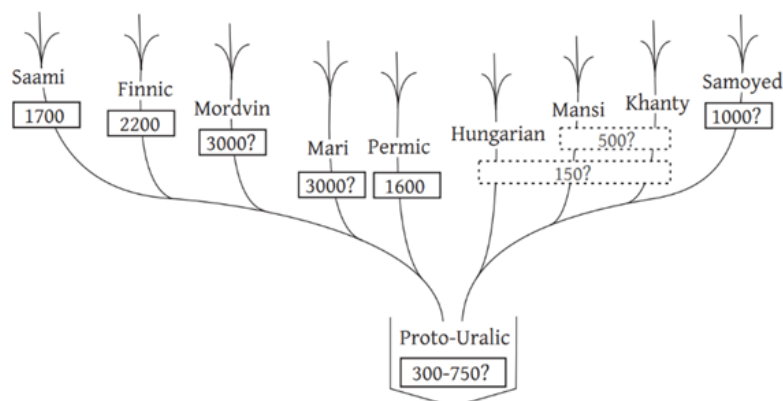 Saami
1700
Finnic
2200
Mordvin
3000?
Mari
3000?
Permic
1600
Hungarian
Mansi
Khanty
500?
150?
Samoyed
1000?
Proto-Uralic
300-750?